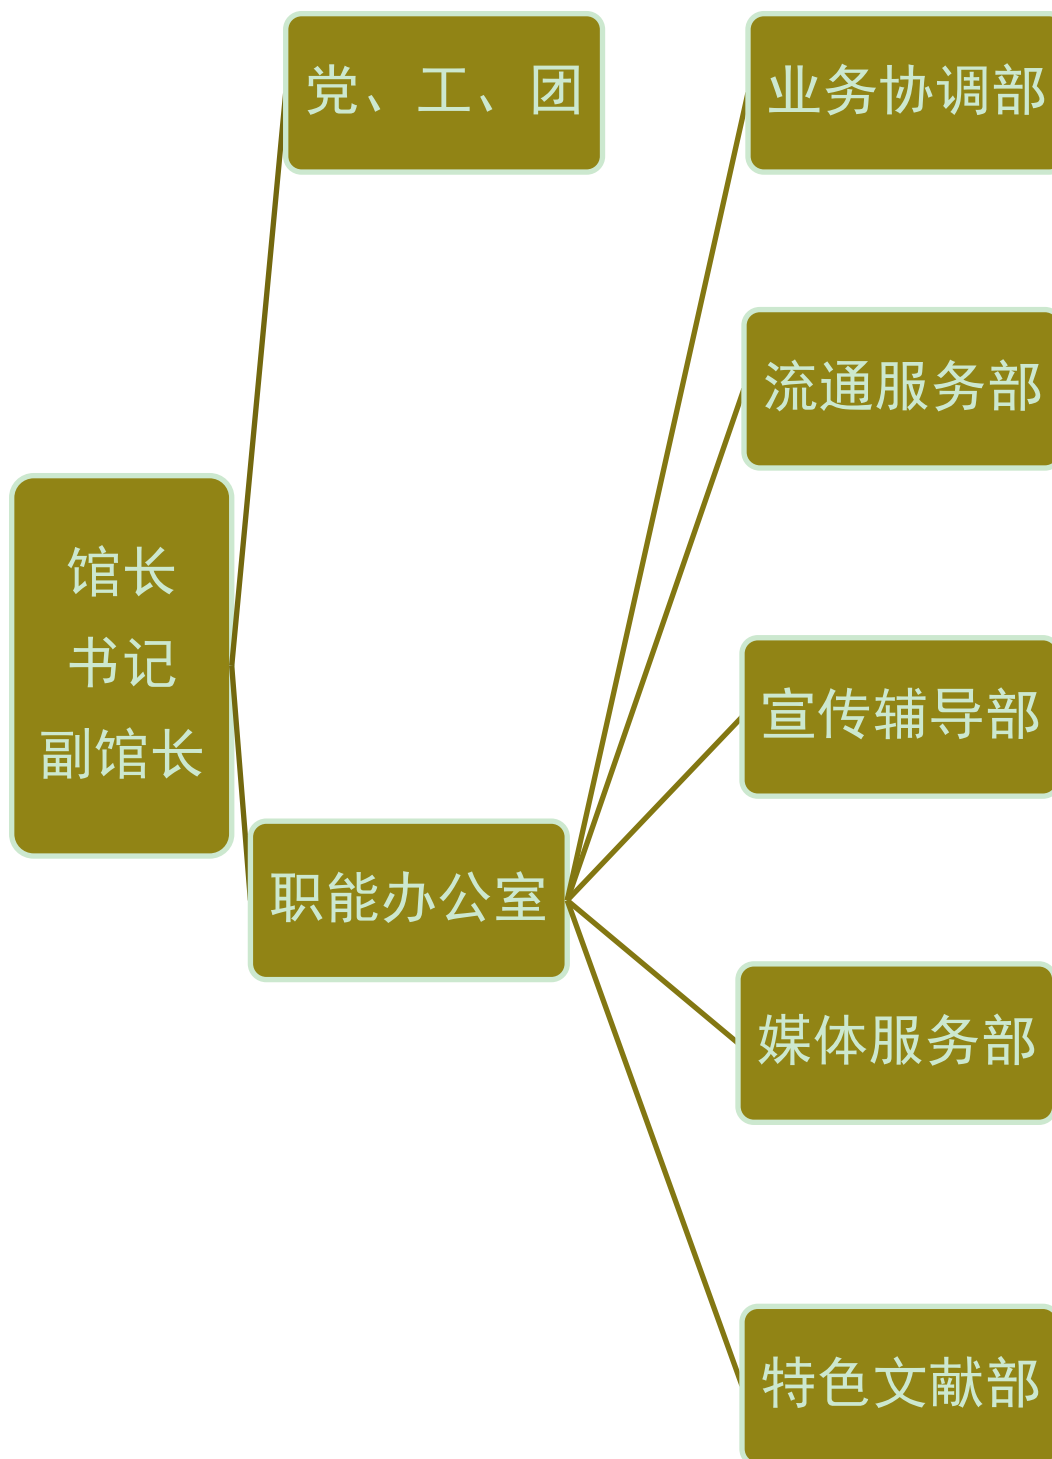 党、工、团
业务协调部
流通服务部
馆长
书记
副馆长
宣传辅导部
职能办公室
媒体服务部
特色文献部